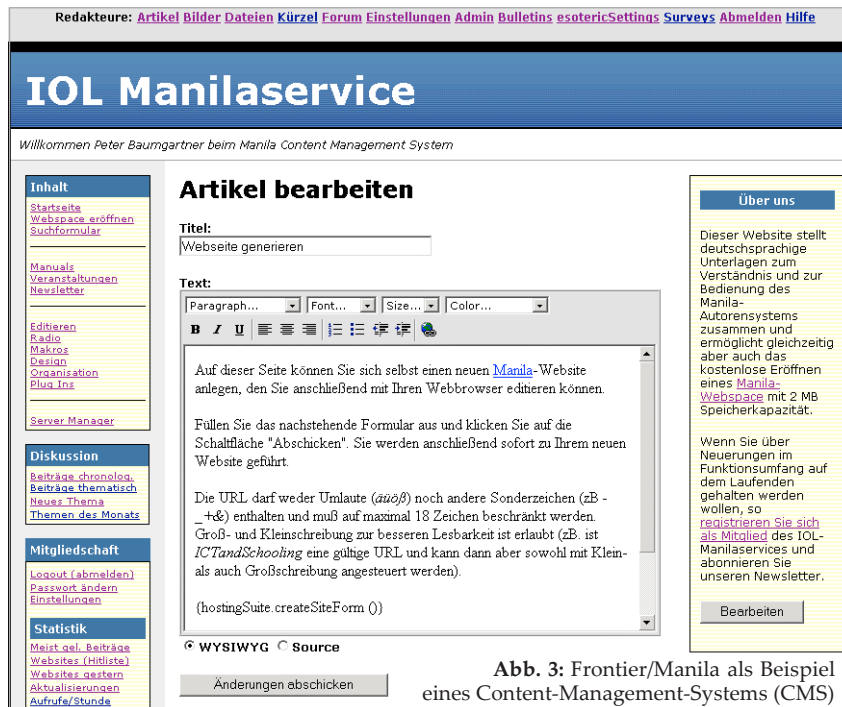 Redakteure: Artikel Bilder Dateien Kürzel Forum Einstellungen Admin Bulletins esotericSettings Surveys Abmelden Hilfe
IOL Manilaservice
Willkommen Peter Baumgartner beim Manila Content Management System
Inhalt
Startseite
Webspace eröffnen
Suchformular
Manuals
Veranstaltungen
Newsletter
Editieren
Radio
Makros
Design
Organisation
Plug Ins
Server Manager
Diskussion
Beiträge chronolog.
Beiträge thematisch
Neues Thema
Themen des Monats
Mitgliedschaft
Logout (abmelden)
Passwort ändern
Einstellungen
Statistik
Meist gel. Beiträge
Websites (Hitliste)
Websites gestern
Aktualisierungen
Aufrufe/Stunde
Artikel bearbeiten
Titel:
Webseite generieren
Text:
Paragraph... Font... Size... Color...
B I U
Auf dieser Seite können Sie sich selbst einen neuen Manila-Website
anlegen, den Sie anschließend mit Ihren Webbrowser editieren können.
Füllen Sie das nachstehende Formular aus und klicken Sie auf die
Schaltfläche "Abschicken". Sie werden anschließend sofort zu Ihrem neuen
Website geführt.
Die URL darf weder Umlaute (äüöß) noch andere Sonderzeichen (zB -
_+&) enthalten und muß auf maximal 18 Zeichen beschränkt werden.
Groß- und Kleinschreibung zur besseren Lesbarkeit ist erlaubt (zB. ist
ICTandSchooling eine gültige URL und kann dann aber sowohl mit Klein-
als auch Großschreibung angesteuert werden).
{hostingSuite.createSiteForm ()}
WYSIWYG Source
Änderungen abschicken
Über uns
Dieser Website stellt
deutschsprachige
Unterlagen zum
Verständnis und zur
Bedienung des
Manila-
Autorensystems
zusammen und
ermöglicht gleichzeitig
aber auch das
kostenlose Eröffnen
eines Manila-
Webspace mit 2 MB
Speicherkapazität.
Wenn Sie über
Neuerungen im
Funktionsumfang auf
dem Laufenden
gehalten werden
wollen, so
registrieren Sie sich
als Mitglied des IOL-
Manilaservices und
abonnieren Sie
unseren Newsletter.
Bearbeiten
Abb. 3: Frontier/Manila als Beispiel
eines Content-Management-Systems (CMS)